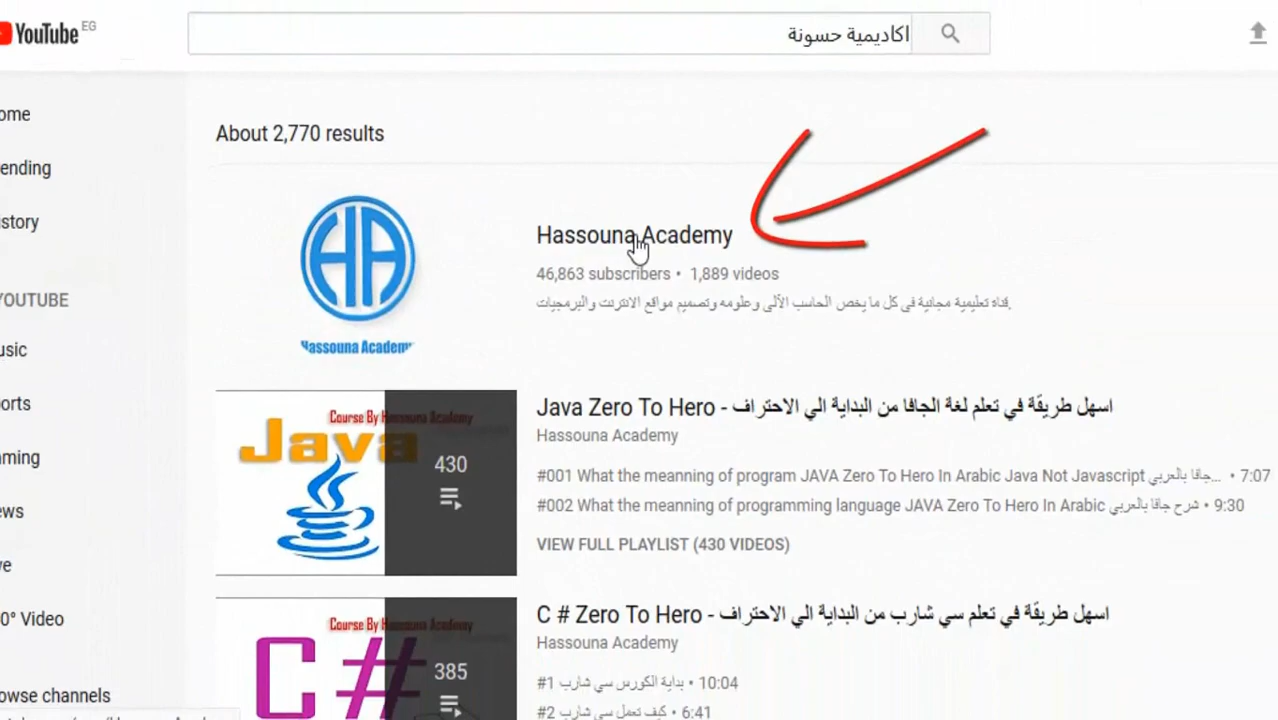 YouTube EG
اكاديمية حسونة
ome
ending
story
YOUTUBE
usic
orts
ming
ews
ve
0° Video
owse channels
About 2,770 results
HA
Hassouna Academy
Hassouna Academy
46,863 subscribers • 1,889 videos
قناه تعليمية مجانية فى كل ما يخص الحاسب الألى وعلومه وتصميم مواقع الانترنت والبرمجيات.
Course By Hassouna Academy
Java
430
Java Zero To Hero - اسهل طريقة في تعلم لغة الجافا من البداية الي الاحتراف
Hassouna Academy
#001 What the meanning of program JAVA Zero To Hero In Arabic Java Not Javascript جافا بالعربي... • 7:07
#002 What the meanning of programming language JAVA Zero To Hero In Arabic شرح جافا بالعربي • 9:30
VIEW FULL PLAYLIST (430 VIDEOS)
Course By Hassouna Academy
C#
385
C # Zero To Hero - اسهل طريقة في تعلم سي شارب من البداية الي الاحتراف
Hassouna Academy
#1 بداية الكورس سي شارب • 10:04
#2 كيف تعمل سي شارب • 6:41